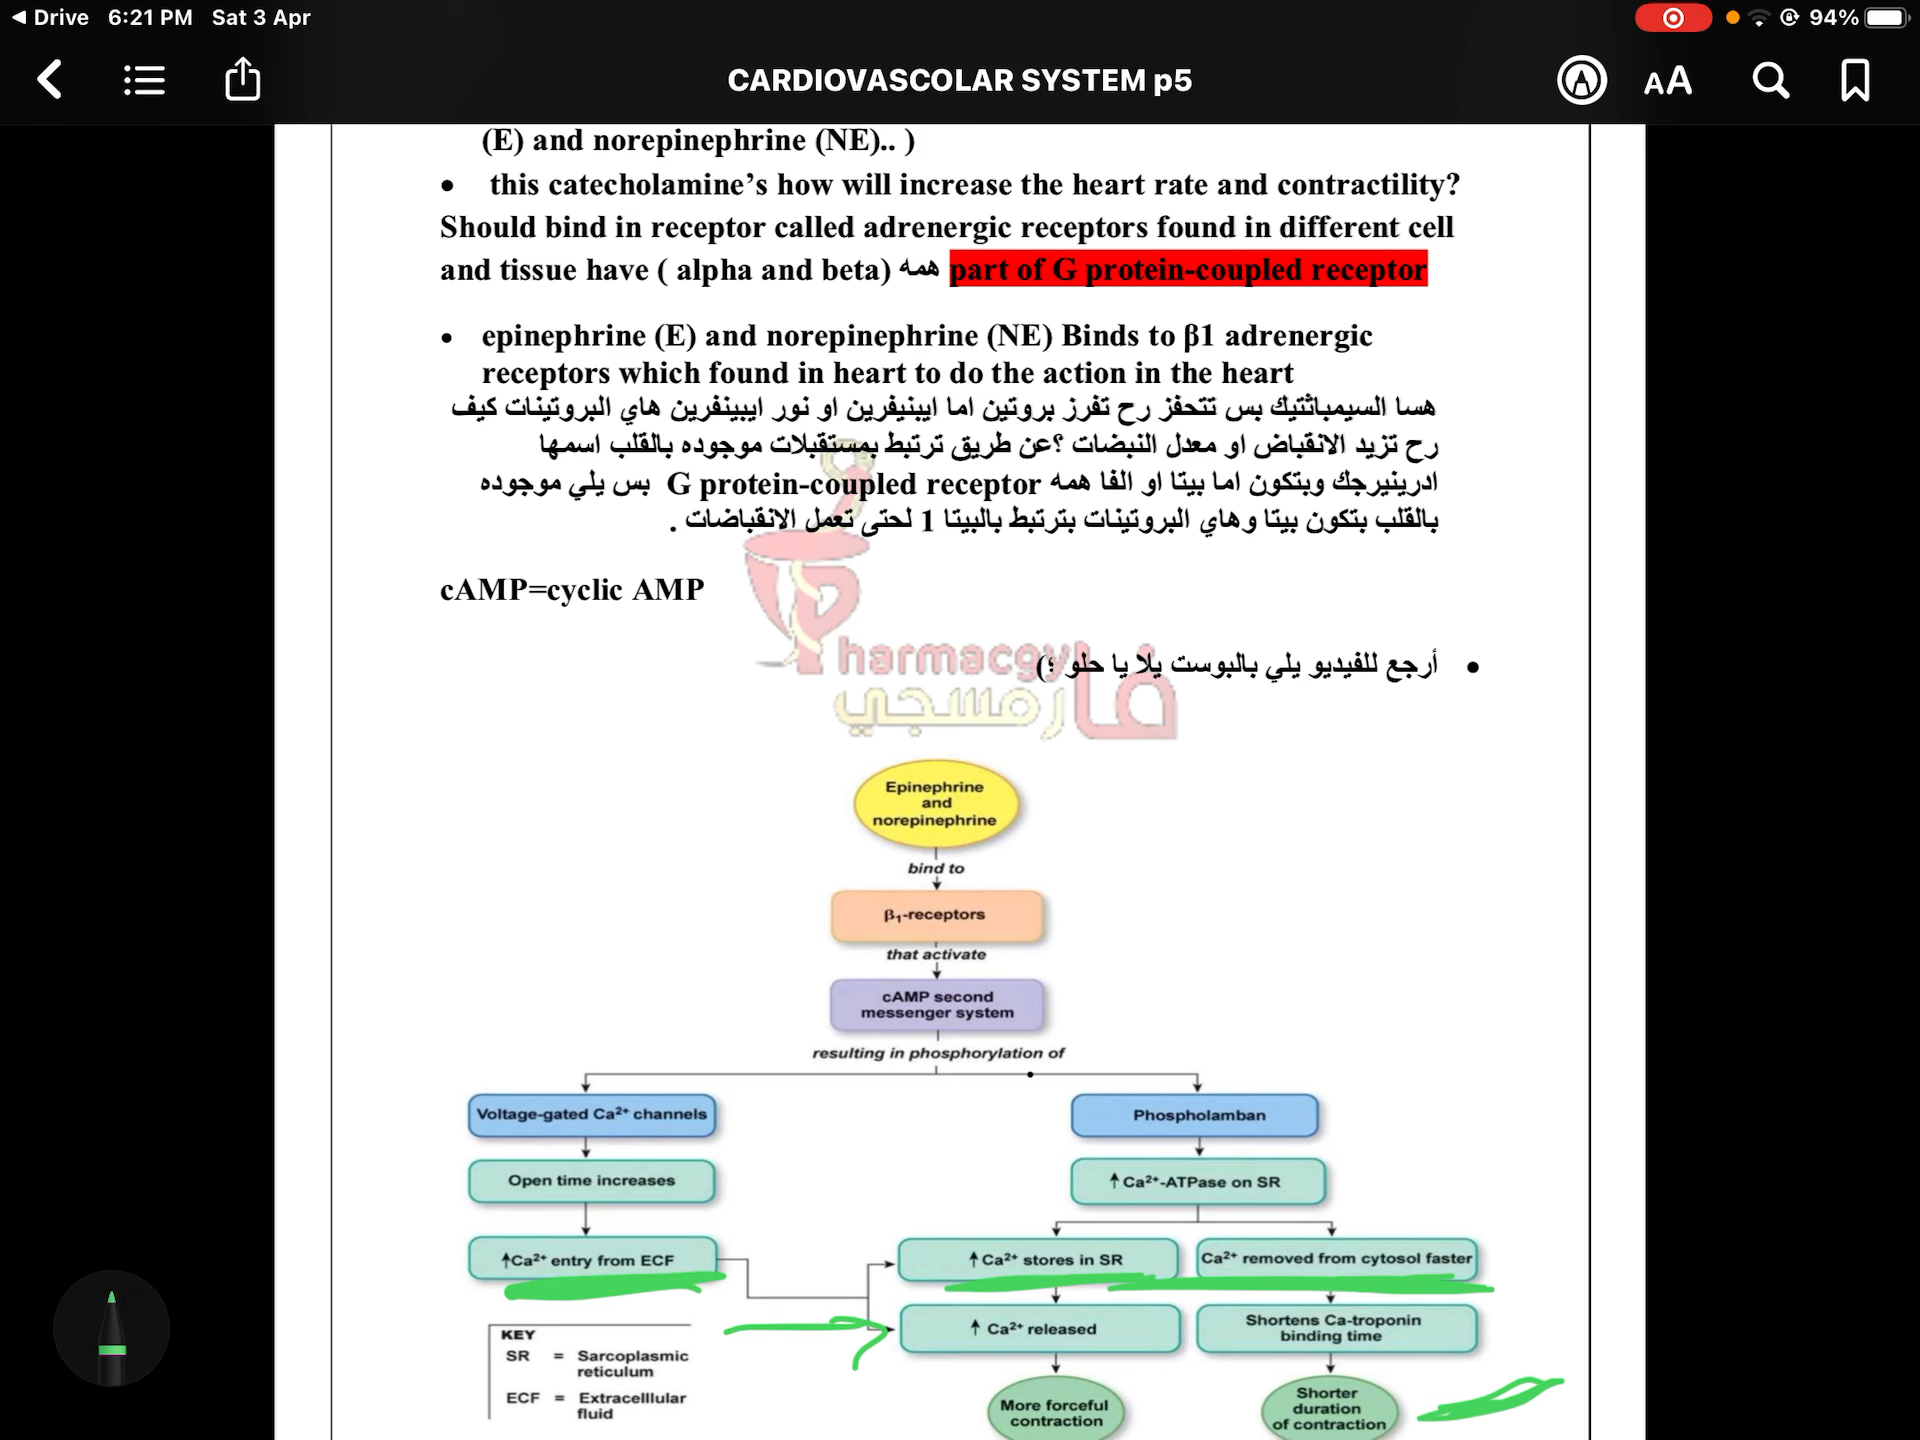 Drive 6:21 PM Sat 3 Apr
94%
CARDIOVASCOLAR SYSTEM p5
AA
(E) and norepinephrine (NE).. )
• this catecholamine's how will increase the heart rate and contractility?
Should bind in receptor called adrenergic receptors found in different cell
and tissue have ( alpha and beta) همه part of G protein-coupled receptor
• epinephrine (E) and norepinephrine (NE) Binds to β1 adrenergic
receptors which found in heart to do the action in the heart
هسا السيمباثتيك بس تتحفز رح تفرز بروتين اما ايبنيفرين او نور ايبينفرين هاي البروتينات كيف
رح تزيد الانقباض او معدل النبضات ؟عن طريق ترتبط بمستقبلات موجوده بالقلب اسمها
ادرينيرجك وبتكون اما بيتا او الفا همه G protein-coupled receptor بس يلي موجوده
بالقلب بتكون بيتا وهاي البروتينات بترتبط بالبيتا 1 لحتى تعمل الانقباضات .
cAMP=cyclic AMP
• أرجع للفيديو يلي بالبوست يلا يا حلو ؛)
harmacgy
فارمسجي
Epinephrine
and
norepinephrine
bind to
β₁-receptors
that activate
cAMP second
messenger system
resulting in phosphorylation of
Voltage-gated Ca²⁺ channels
Phospholamban
Open time increases
↑Ca²⁺-ATPase on SR
↑Ca²⁺ entry from ECF
↑Ca²⁺ stores in SR
Ca²⁺ removed from cytosol faster
↑ Ca²⁺ released
Shortens Ca-troponin
binding time
KEY
SR = Sarcoplasmic
reticulum
ECF = Extracelllular
fluid
More forceful
contraction
Shorter
duration
of contraction